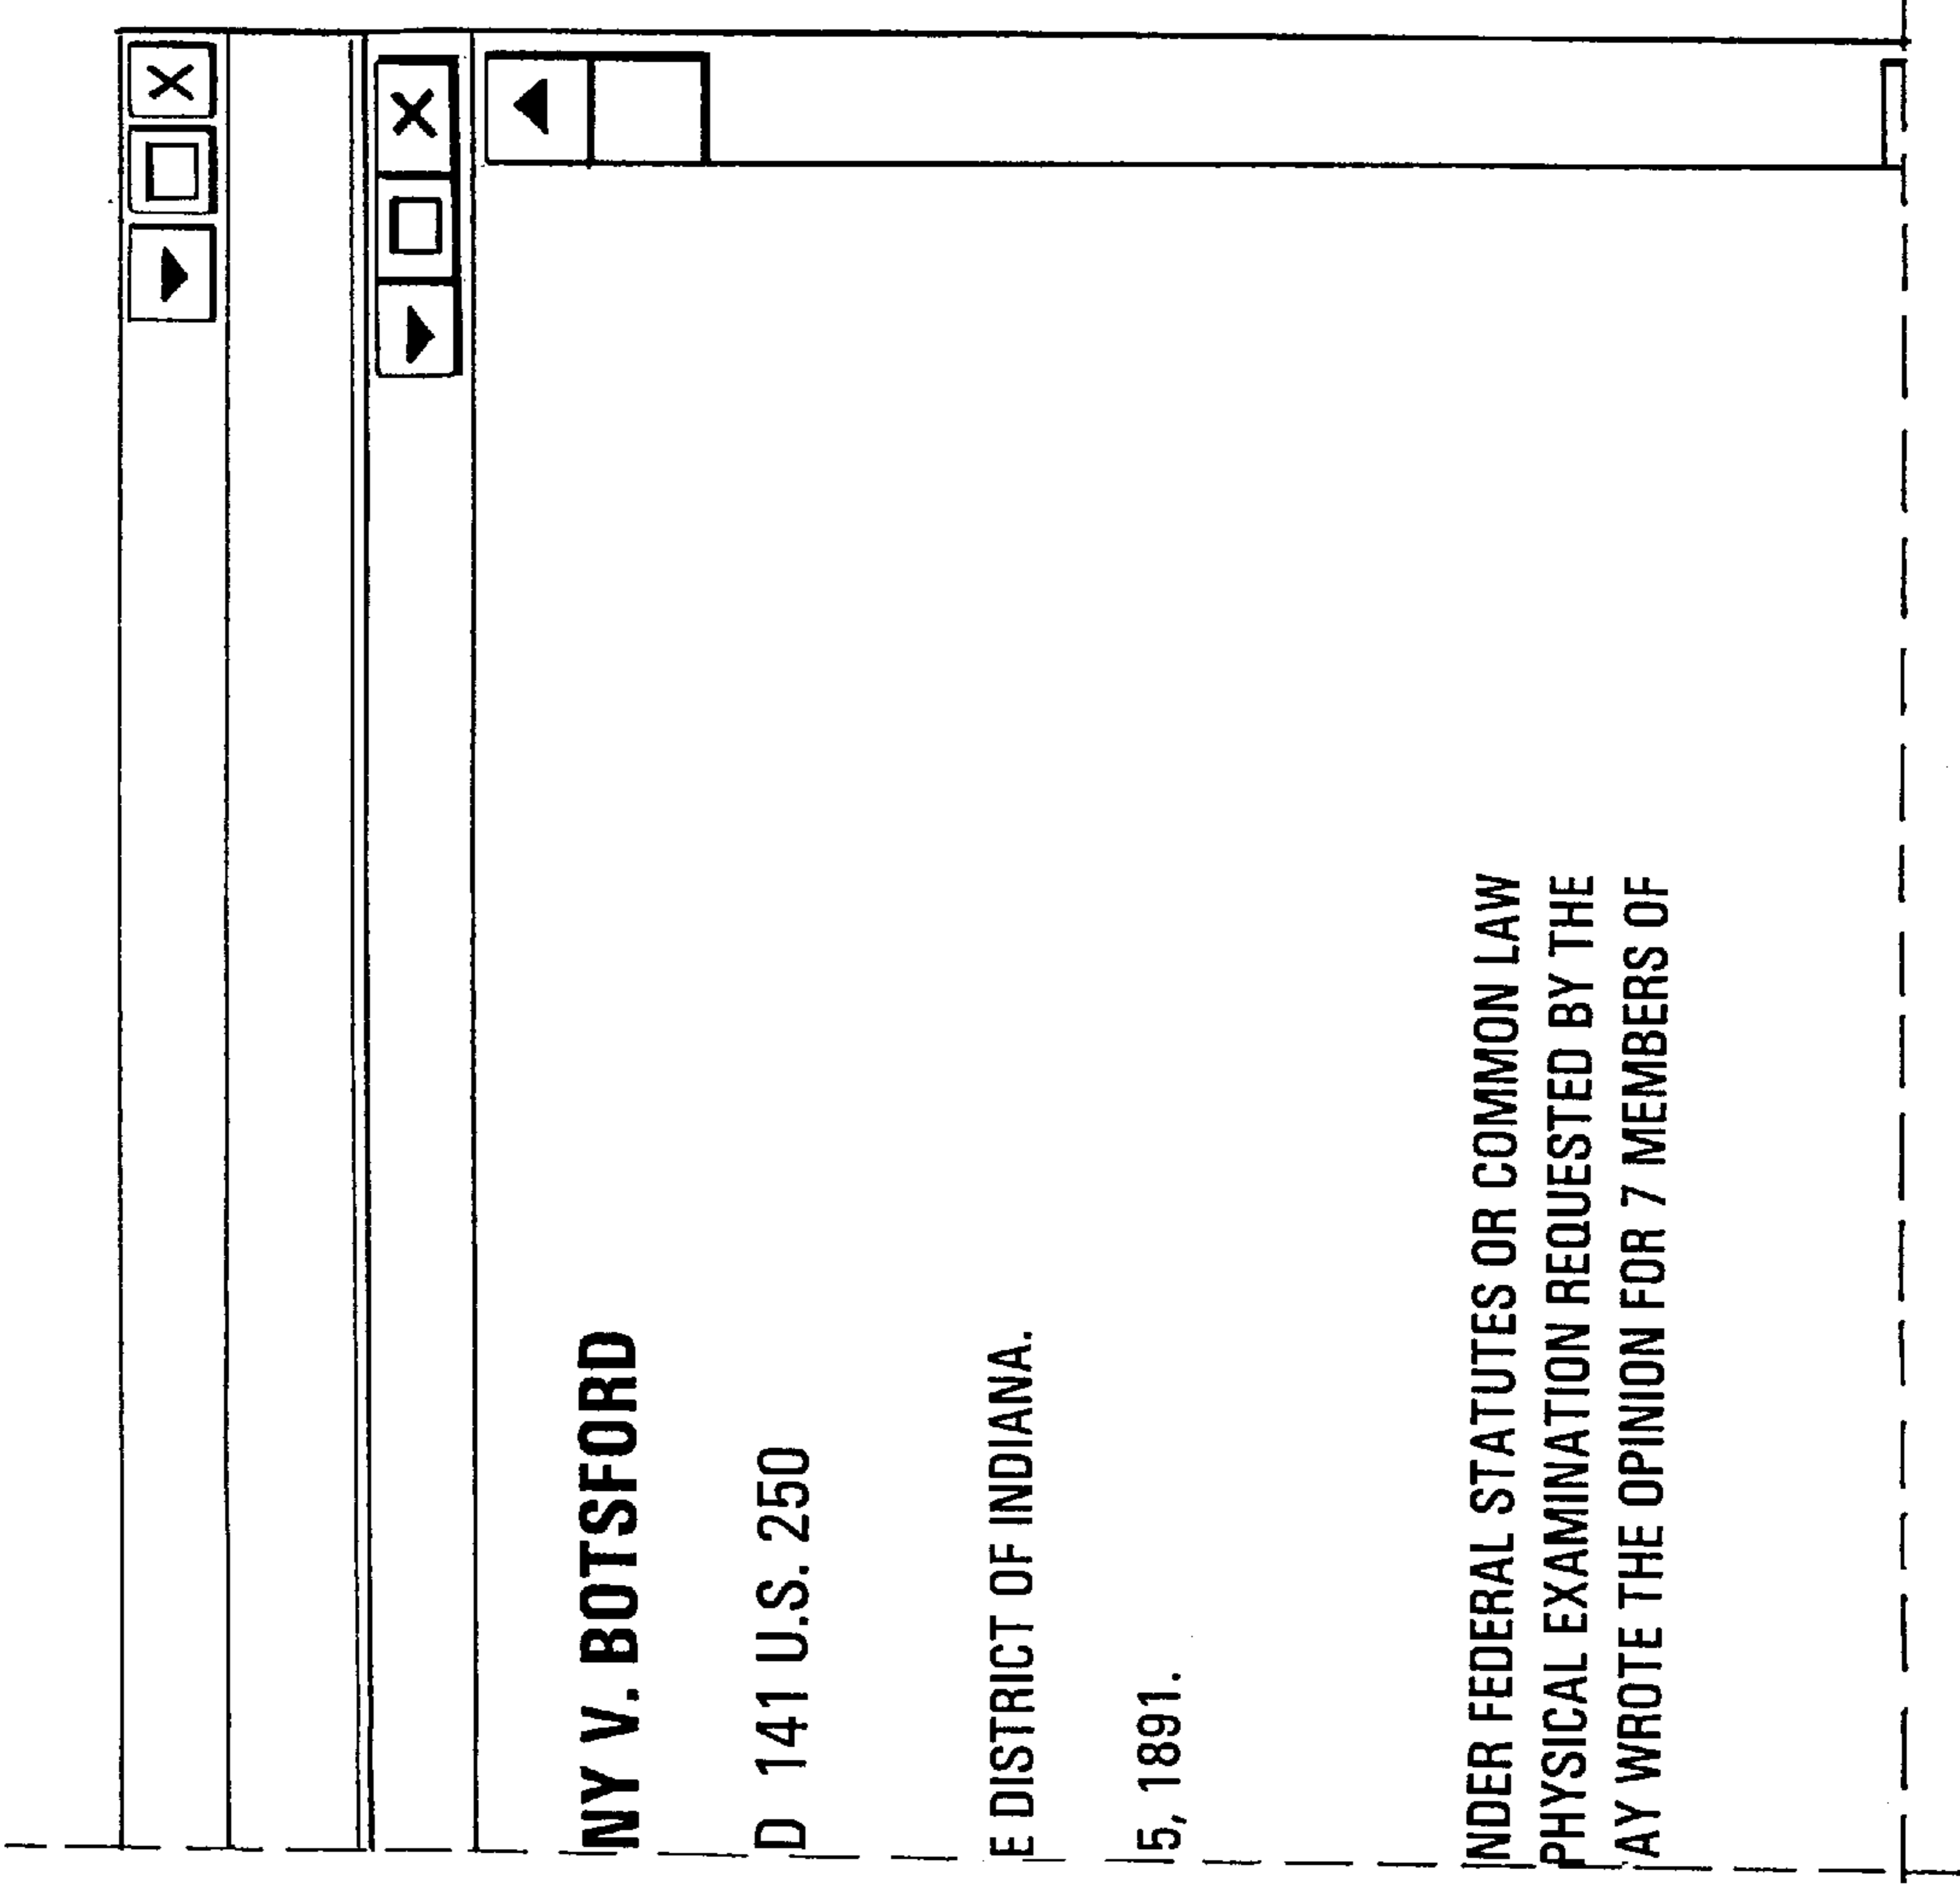 NY V. BOTSFORD
D 141 U.S. 250
E DISTRICT OF INDIANA.
5, 1891.
NDER FEDERAL STATUTES OR COMMON LAW
PHYSICAL EXAMINATION REQUESTED BY THE
AY WROTE THE OPINION FOR 7 MEMBERS OF